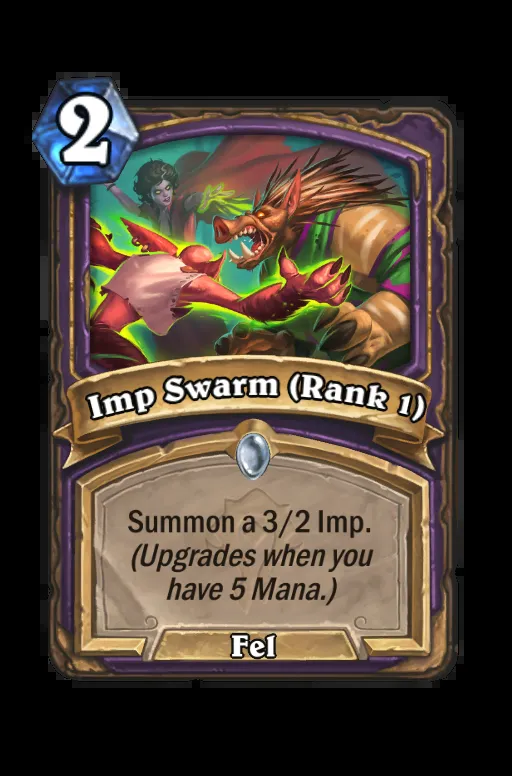 2
Imp Swarm (Rank 1)
Summon a 3/2 Imp.
(Upgrades when you
have 5 Mana.)
Fel